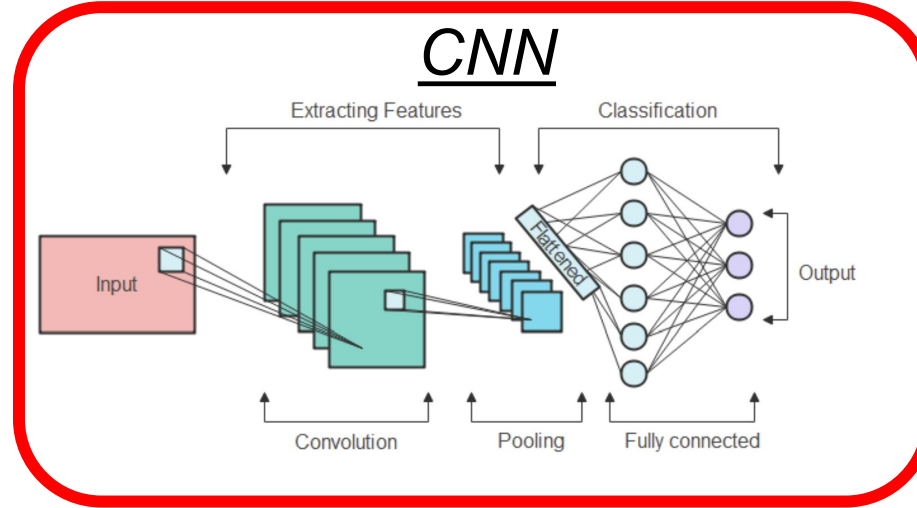 CNN
Extracting Features
Classification
Input
Flattened
Output
Convolution
Pooling
Fully connected